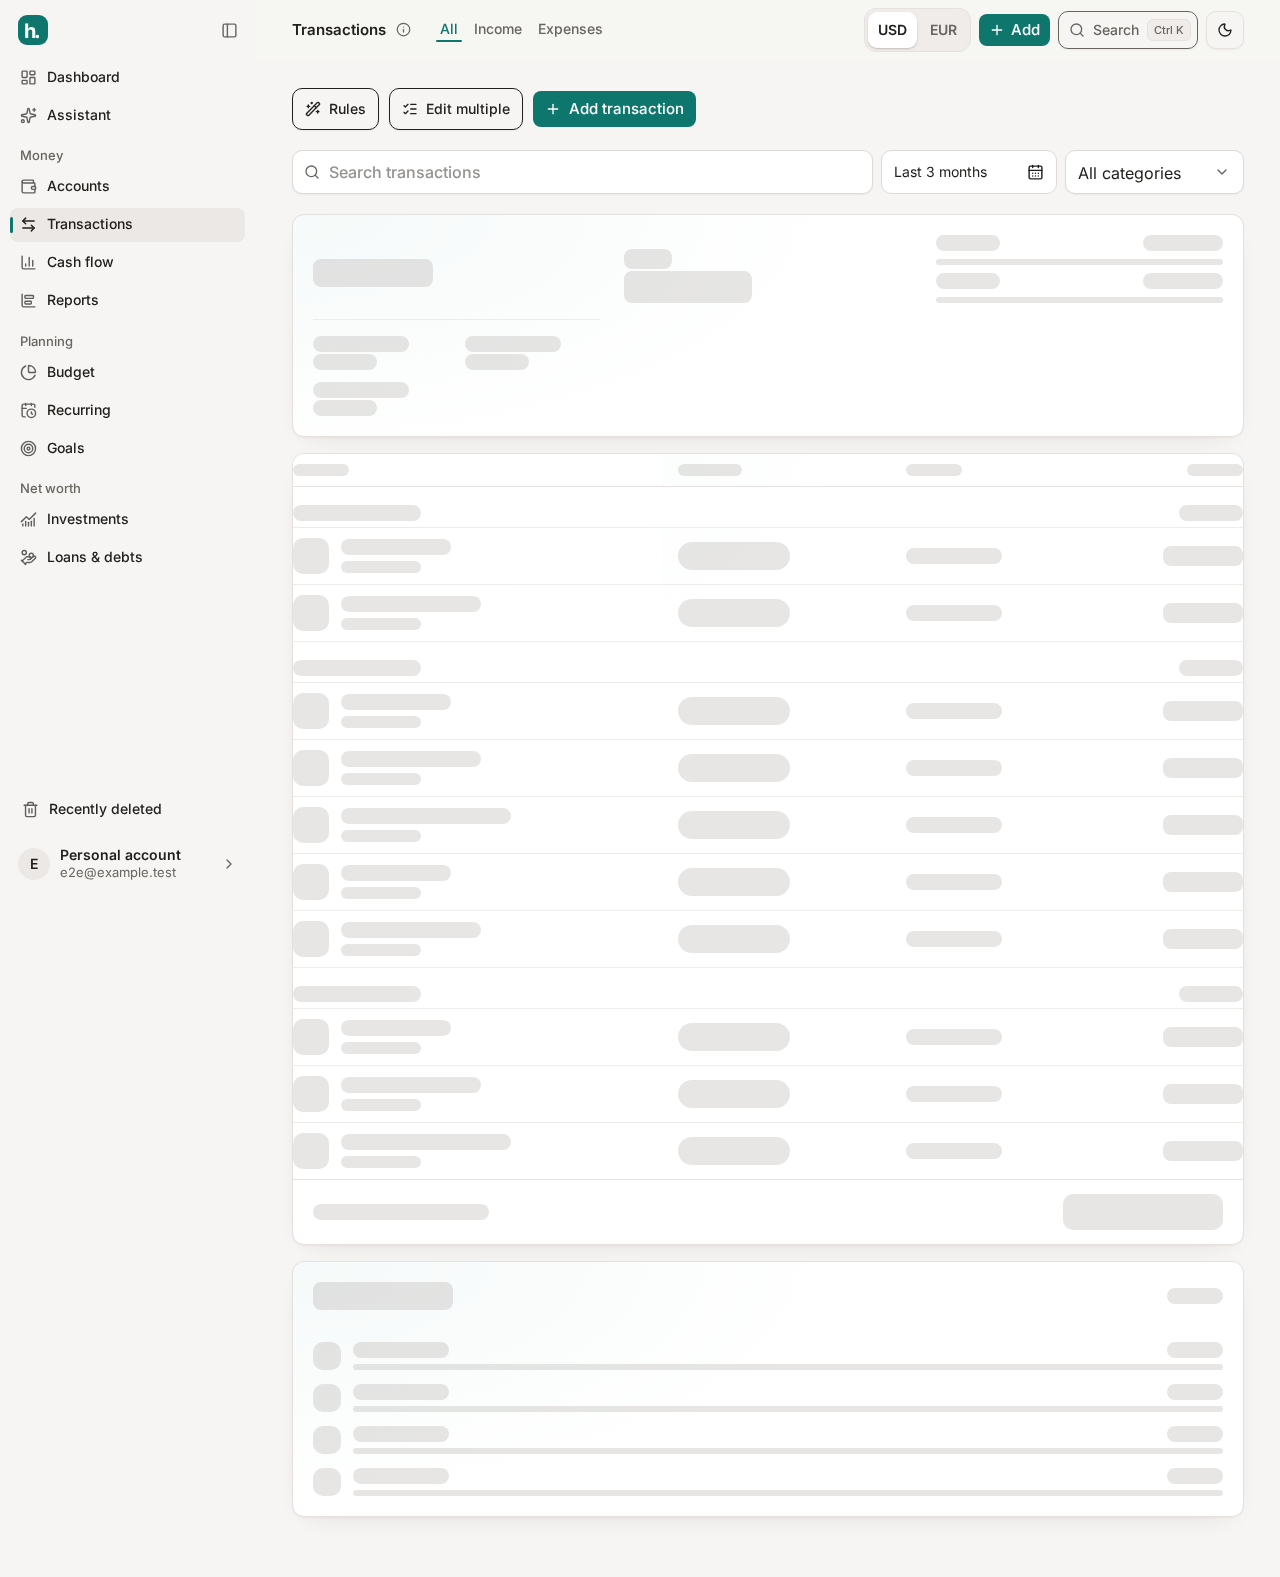 h.
Dashboard
Assistant
Money
Accounts
Transactions
Cash flow
Reports
Planning
Budget
Recurring
Goals
Net worth
Investments
Loans & debts
Recently deleted
E
Personal account
e2e@example.test
Transactions
All
Income
Expenses
USD
EUR
Add
Search
Ctrl K
Rules
Edit multiple
Add transaction
Search transactions
Last 3 months
All categories